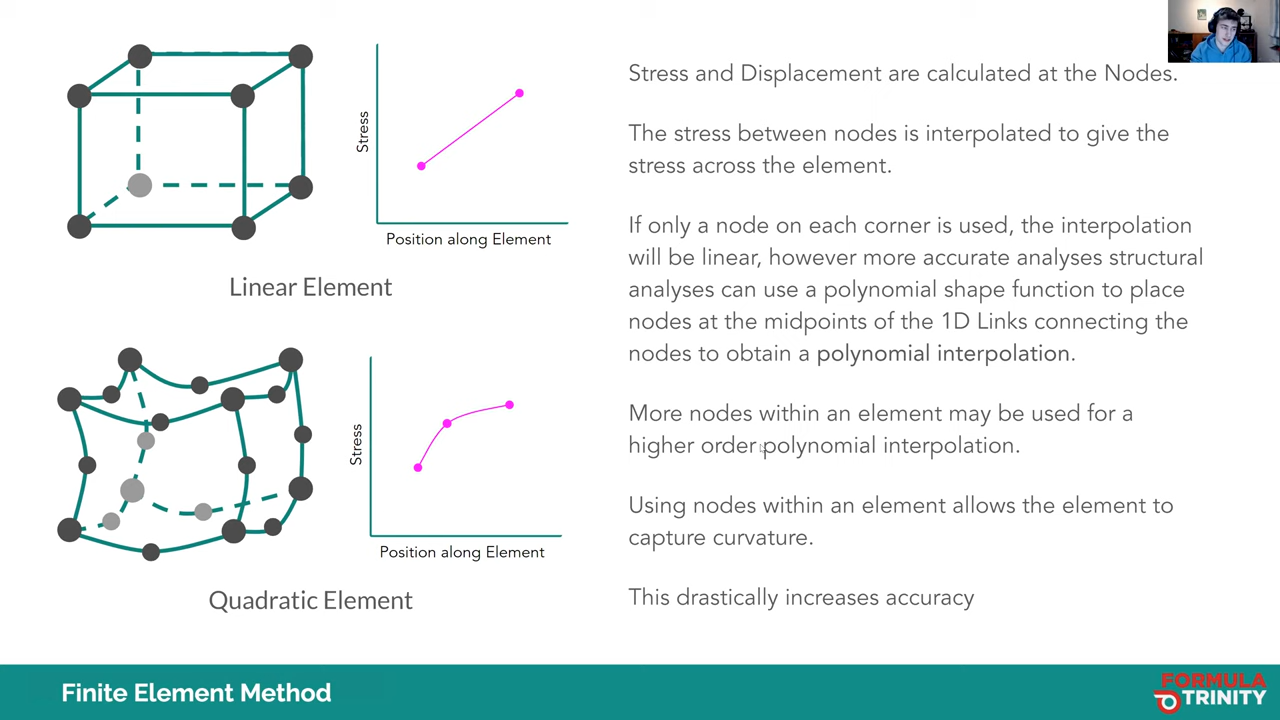 Stress
Position along Element
Linear Element
Stress
Position along Element
Quadratic Element
Stress and Displacement are calculated at the Nodes.
The stress between nodes is interpolated to give the
stress across the element.
If only a node on each corner is used, the interpolation
will be linear, however more accurate analyses structural
analyses can use a polynomial shape function to place
nodes at the midpoints of the 1D Links connecting the
nodes to obtain a polynomial interpolation.
More nodes within an element may be used for a
higher order polynomial interpolation.
Using nodes within an element allows the element to
capture curvature.
This drastically increases accuracy
Finite Element Method
FORMULA
TRINITY